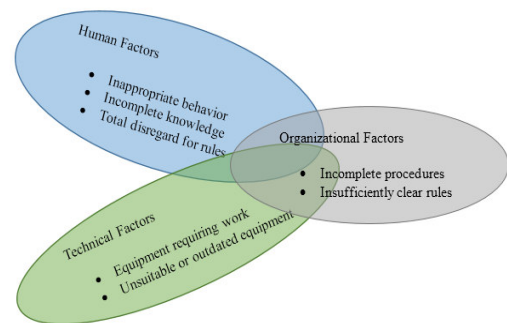 Human Factors
• Inappropriate behavior
• Incomplete knowledge
• Total disregard for rules
Organizational Factors
• Incomplete procedures
• Insufficiently clear rules
Technical Factors
• Equipment requiring work
• Unsuitable or outdated equipment